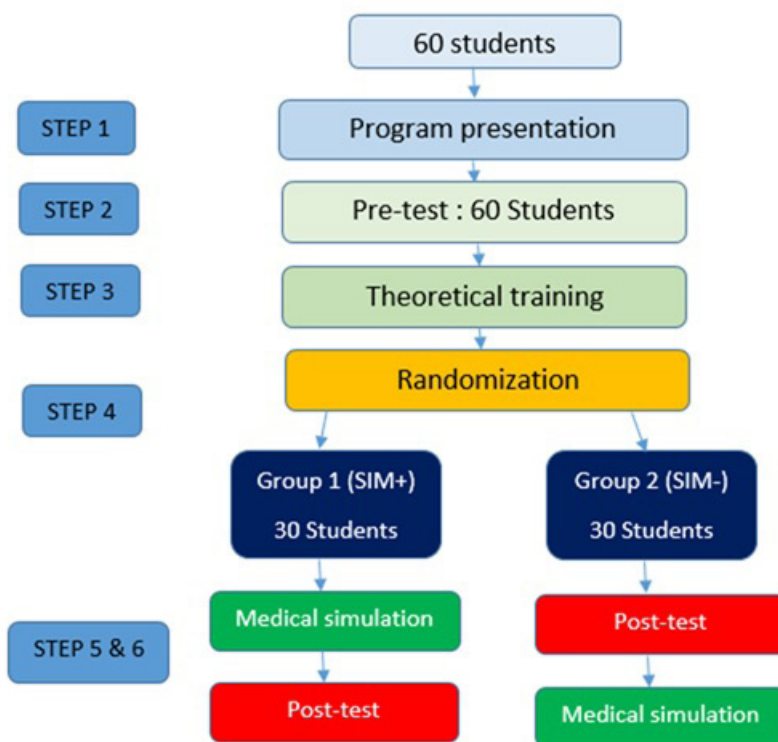 60 students
STEP 1
Program presentation
STEP 2
Pre-test : 60 Students
STEP 3
Theoretical training
Randomization
STEP 4
Group 1 (SIM+)
30 Students
Group 2 (SIM-)
30 Students
STEP 5 & 6
Medical simulation
Post-test
Post-test
Medical simulation